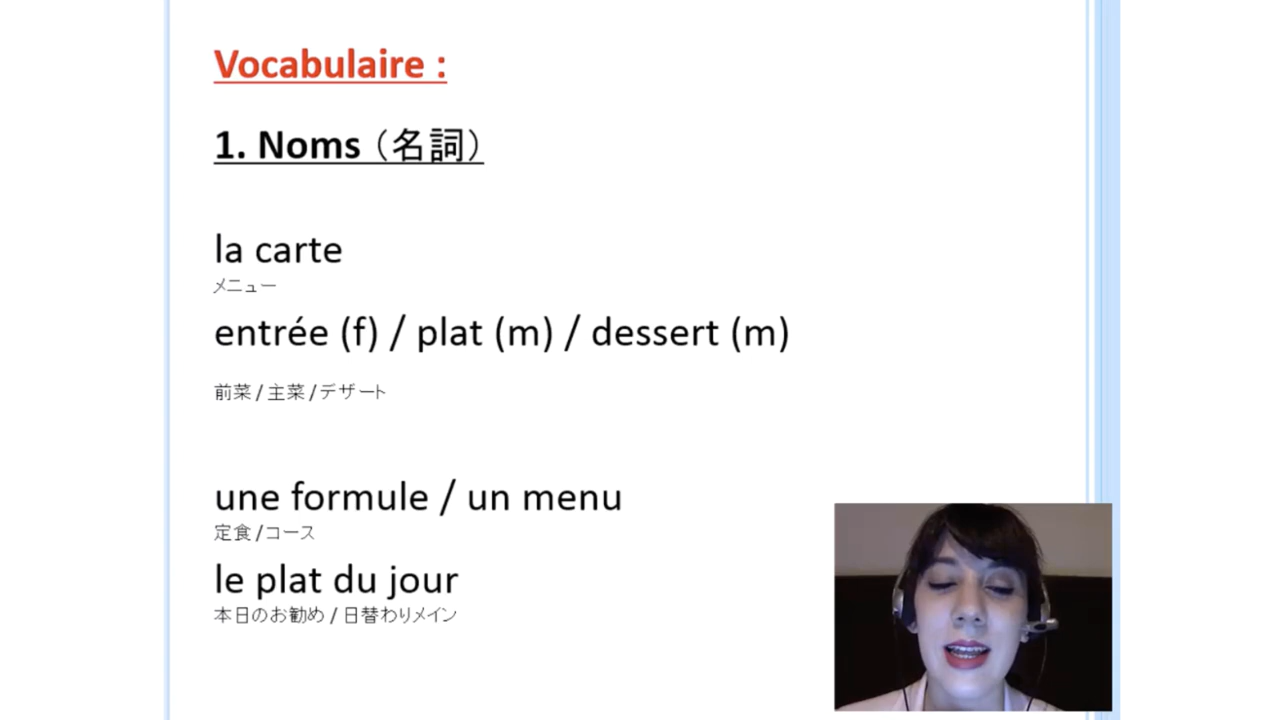 Vocabulaire :
1. Noms （名詞）
la carte
メニュー
entrée (f) / plat (m) / dessert (m)
前菜 / 主菜 /デザート
une formule / un menu
定食 /コース
le plat du jour
本日のお勧め / 日替わりメイン